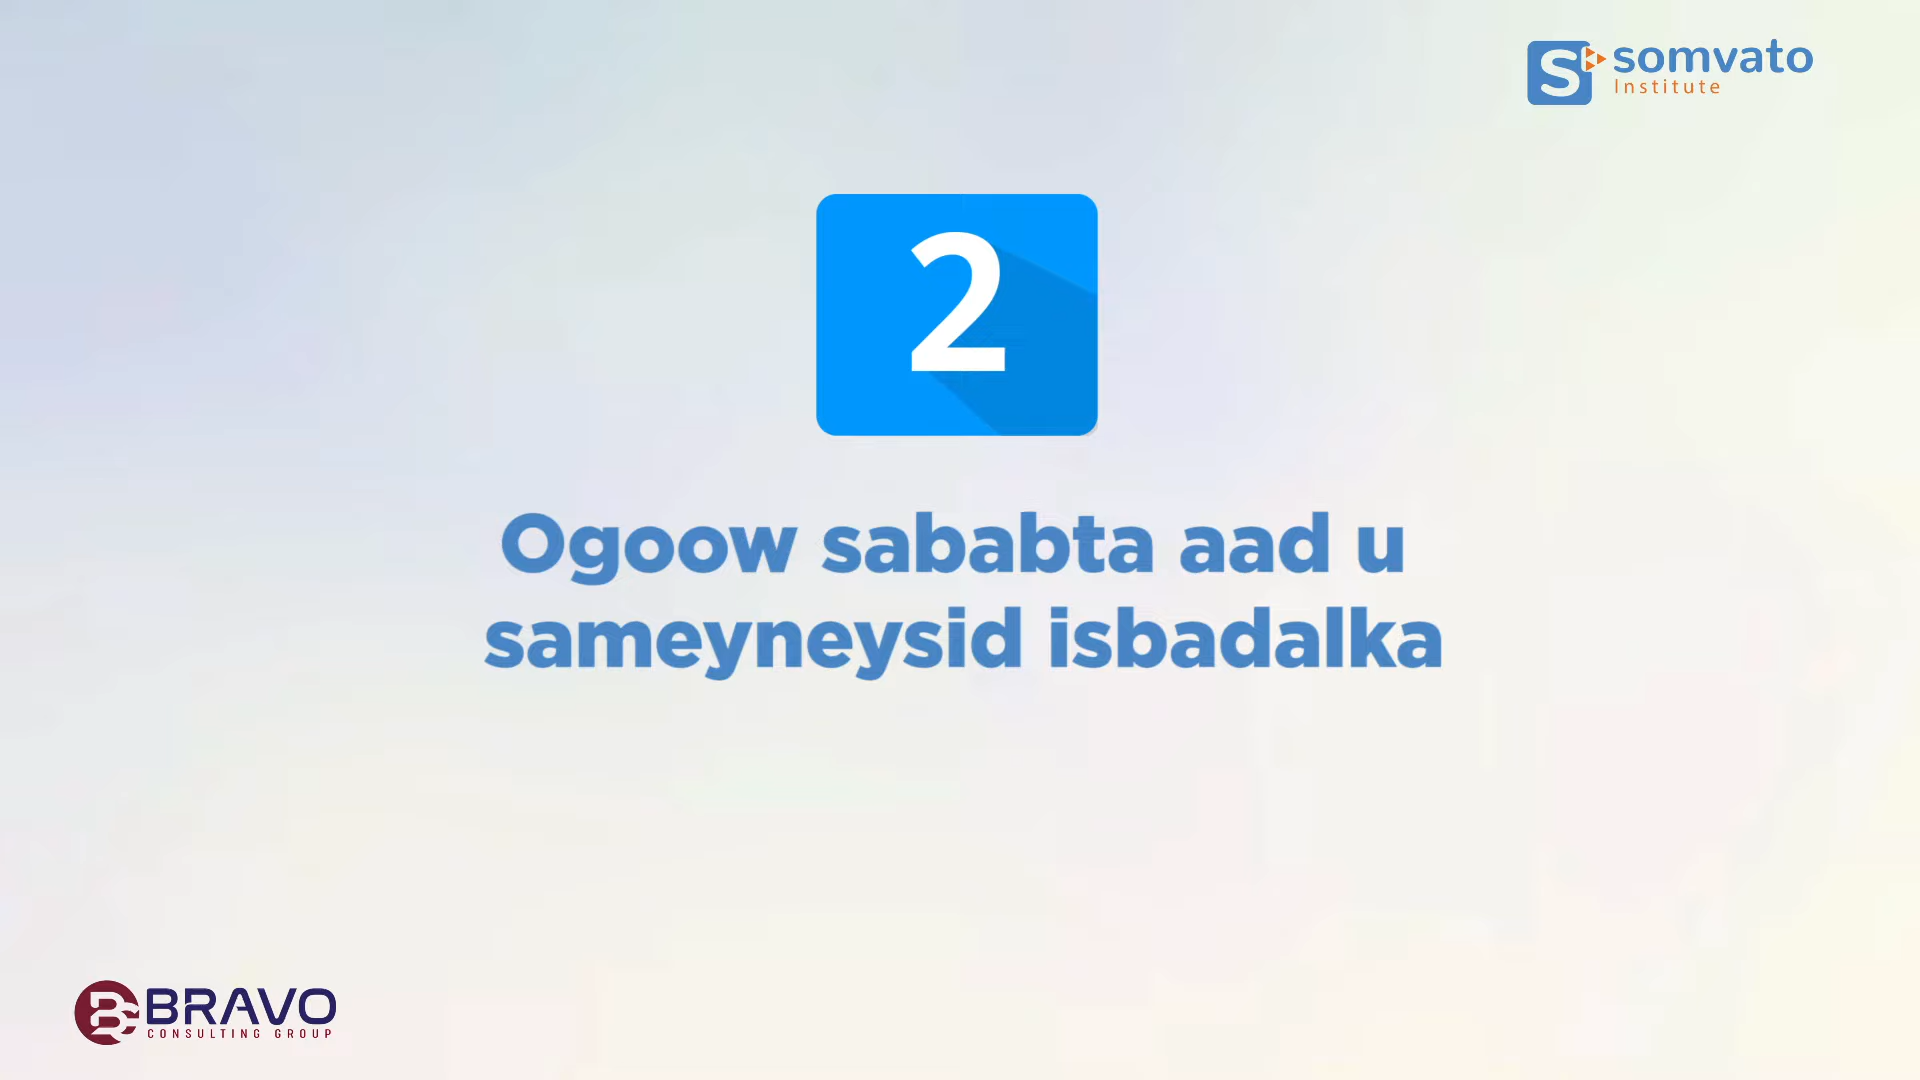 somvato
Institute
2
Ogoow sababta aad u
sameyneysid isbadalka
BRAVO
CONSULTING GROUP